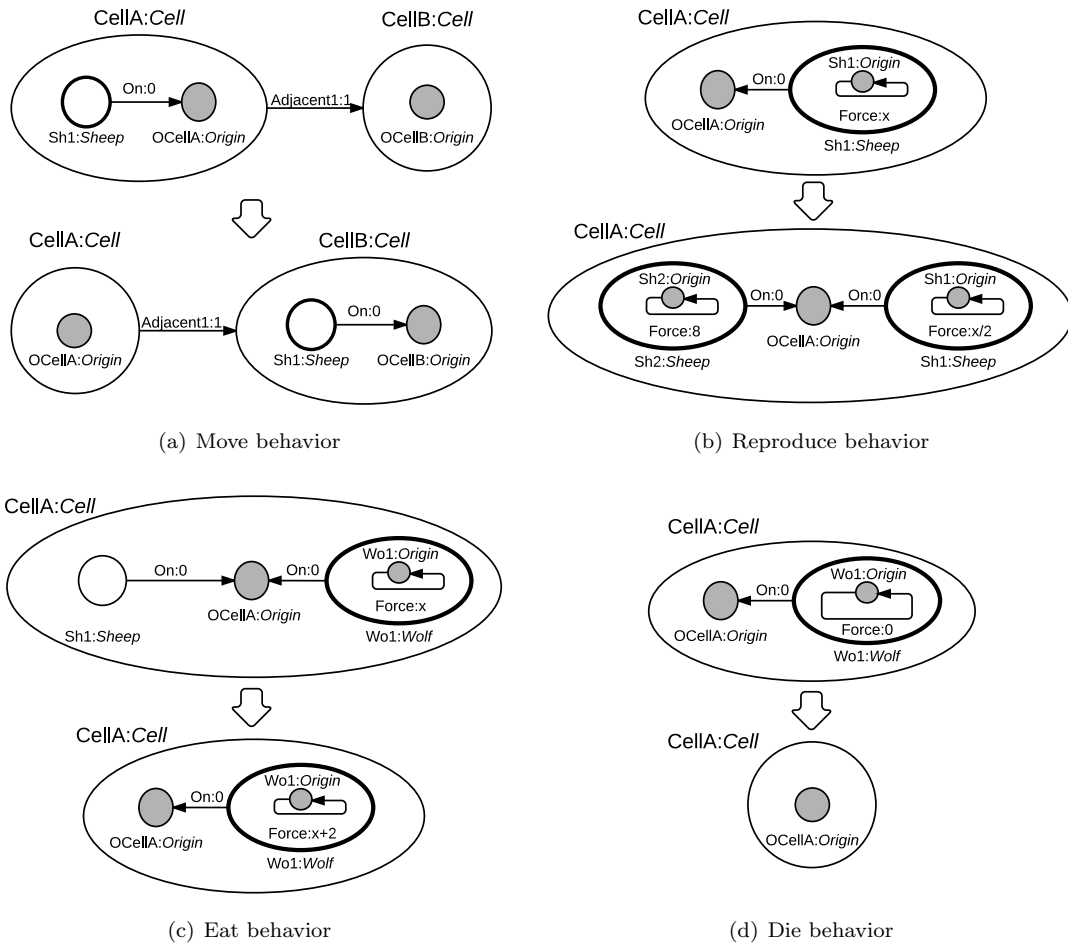 CellA:Cell
CellB:Cell
On:0
Sh1:Sheep
OCellA:Origin
Adjacent1:1
OCellB:Origin
CellA:Cell
CellB:Cell
OCellA:Origin
Adjacent1:1
On:0
Sh1:Sheep
OCellB:Origin
(a) Move behavior
CellA:Cell
On:0
OCellA:Origin
Sh1:Origin
Force:x
Sh1:Sheep
CellA:Cell
Sh2:Origin
Force:8
Sh2:Sheep
On:0
On:0
OCellA:Origin
Sh1:Origin
Force:x/2
Sh1:Sheep
(b) Reproduce behavior
CellA:Cell
On:0
On:0
Sh1:Sheep
OCellA:Origin
Wo1:Origin
Force:x
Wo1:Wolf
CellA:Cell
On:0
OCellA:Origin
Wo1:Origin
Force:x+2
Wo1:Wolf
(c) Eat behavior
CellA:Cell
On:0
OCellA:Origin
Wo1:Origin
Force:0
Wo1:Wolf
CellA:Cell
OCellA:Origin
(d) Die behavior